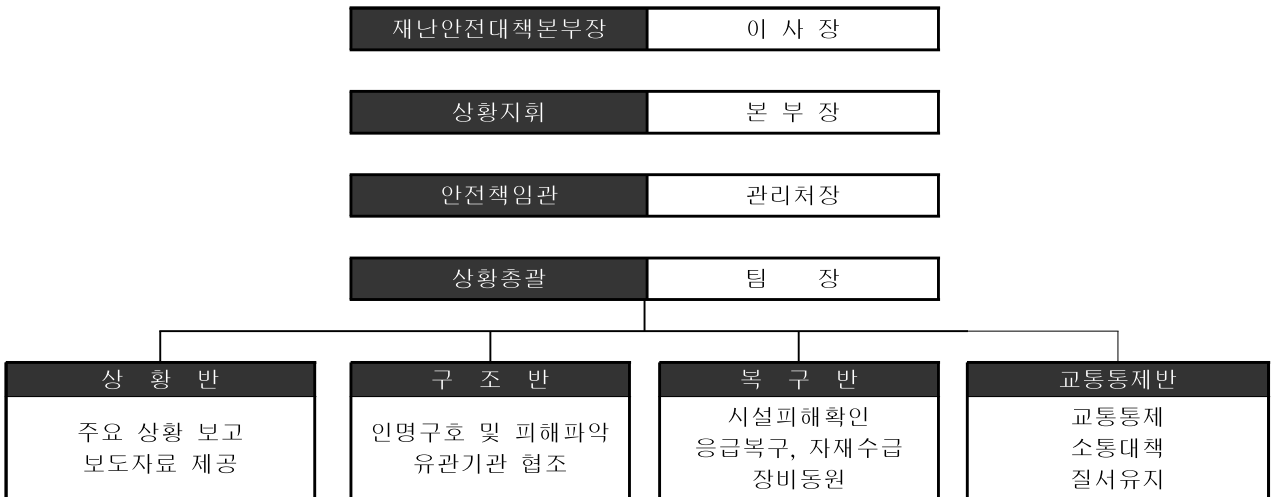 재난안전대책본부장 이 사 장
상황지휘 본 부 장
안전책임관 관리처장
상황총괄 팀 장
상 황 반
주요 상황 보고
보도자료 제공
구 조 반
인명구호 및 피해파악
유관기관 협조
복 구 반
시설피해확인
응급복구, 자재수급
장비동원
교통통제반
교통통제
소통대책
질서유지